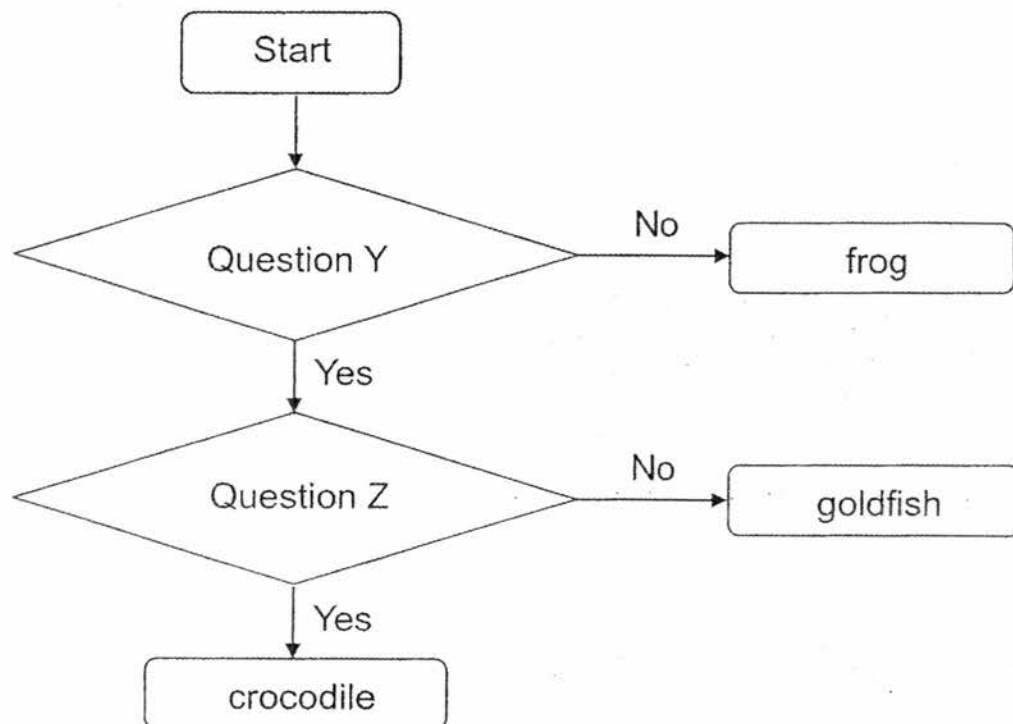 Start
Question Y
No
frog
Yes
Question Z
No
goldfish
Yes
crocodile